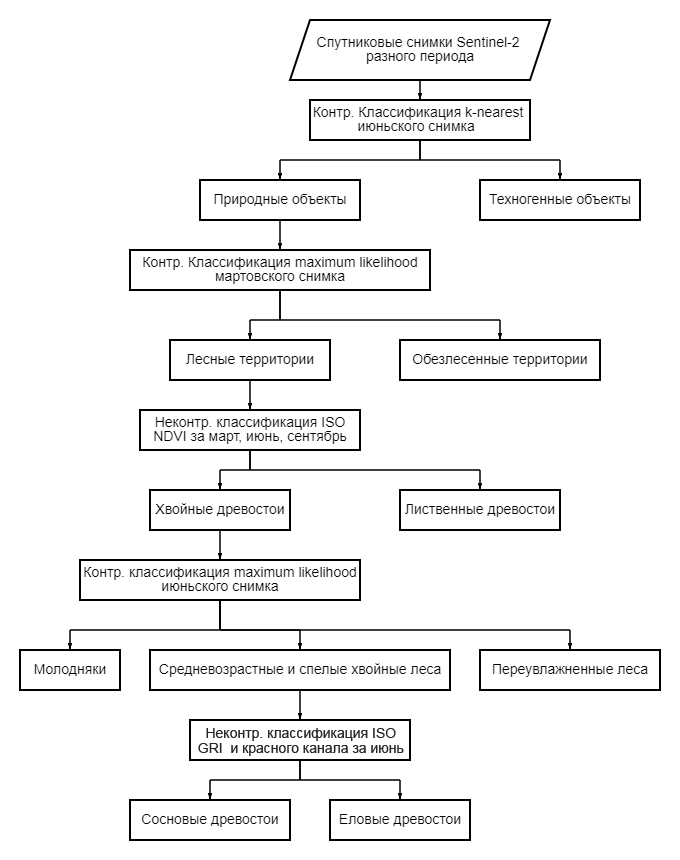 Спутниковые снимки Sentinel-2
разного периода
Контр. Классификация k-nearest
июньского снимка
Природные объекты
Техногенные объекты
Контр. Классификация maximum likelihood
мартовского снимка
Лесные территории
Обезлесенные территории
Неконтр. классификация ISO
NDVI за март, июнь, сентябрь
Хвойные древостои
Лиственные древостои
Контр. классификация maximum likelihood
июньского снимка
Молодняки
Средневозрастные и спелые хвойные леса
Переувлажненные леса
Неконтр. классификация ISO
GRI и красного канала за июнь
Сосновые древостои
Еловые древостои